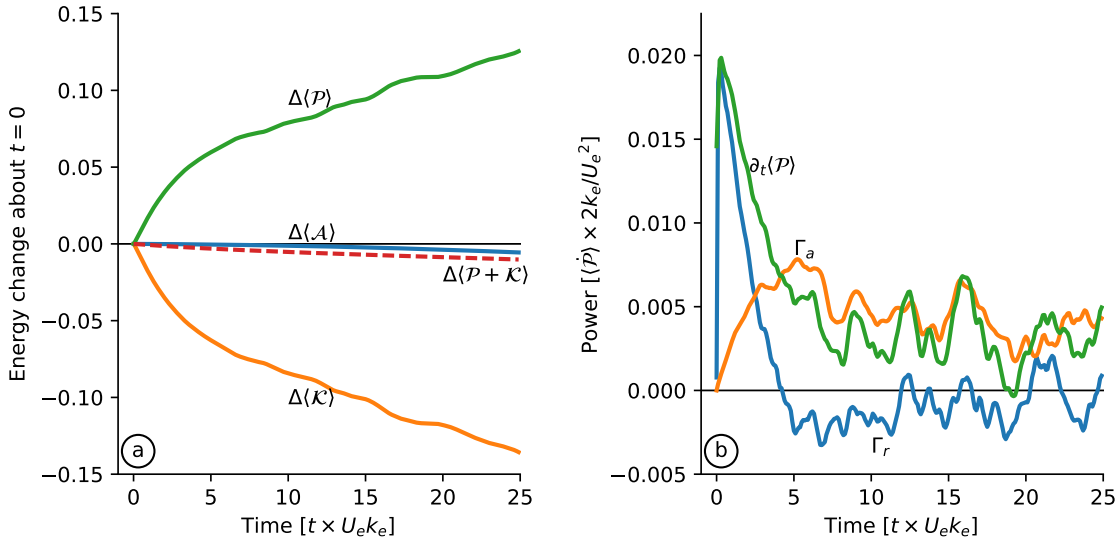 Energy change about t = 0
0.15
0.10
0.05
0.00
−0.05
−0.10
−0.15
Δ⟨𝒫⟩
Δ⟨𝒜⟩
Δ⟨𝒫 + 𝒦⟩
Δ⟨𝒦⟩
a
0 5 10 15 20 25
Time [t × U_e k_e]
Power [⟨𝒫̇⟩ × 2k_e/U_e²]
0.020
0.015
0.010
0.005
0.000
−0.005
∂_t⟨𝒫⟩
Γ_a
Γ_r
b
0 5 10 15 20 25
Time [t × U_e k_e]